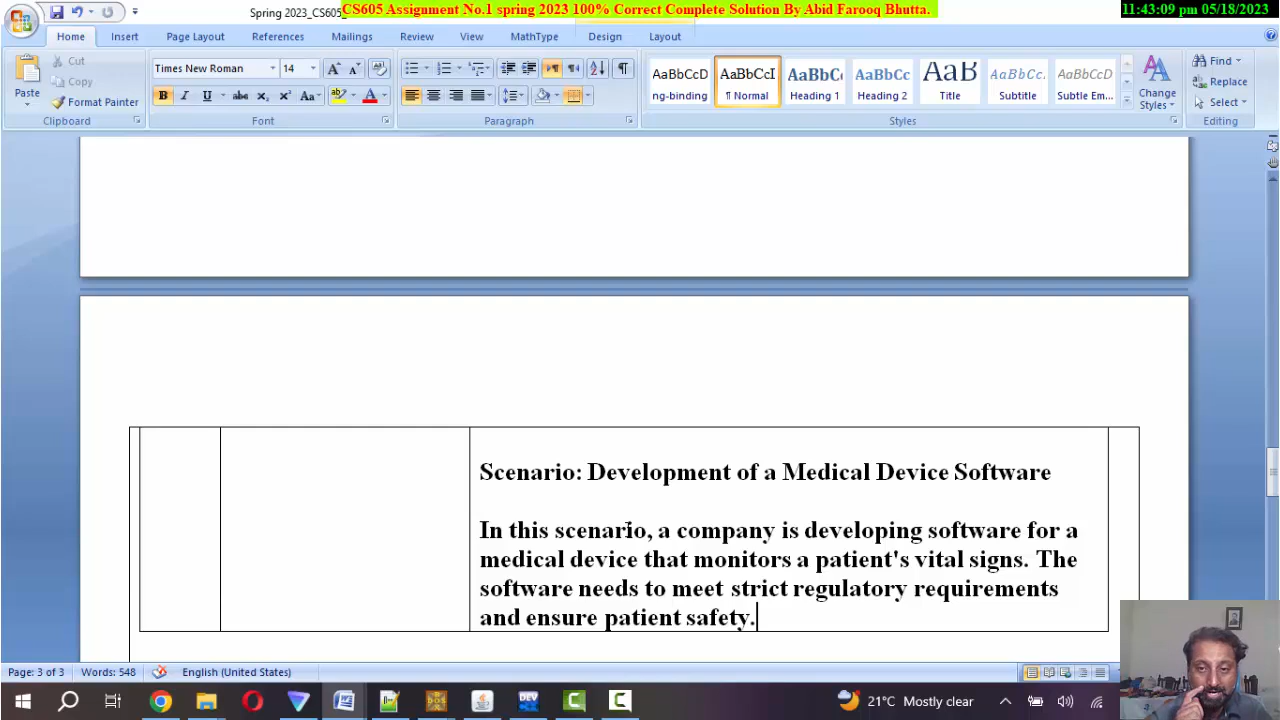 Spring 2023_CS605_
CS605 Assignment No.1 spring 2023 100% Correct Complete Solution By Abid Farooq Bhutta.
11:43:09 pm 05/18/2023
Home Insert Page Layout References Mailings Review View MathType Design Layout
Paste
Cut
Copy
Format Painter
Clipboard
Times New Roman 14
Font
Paragraph
AaBbCcD AaBbCcI AaBbC AaBbCc AaB AaBbCc. AaBbCcD
ng-binding ¶ Normal Heading 1 Heading 2 Title Subtitle Subtle Em...
Change
Styles
Styles
Find
Replace
Select
Editing
Scenario: Development of a Medical Device Software
In this scenario, a company is developing software for a
medical device that monitors a patient's vital signs. The
software needs to meet strict regulatory requirements
and ensure patient safety.
Page: 3 of 3 Words: 548 English (United States)
21°C Mostly clear